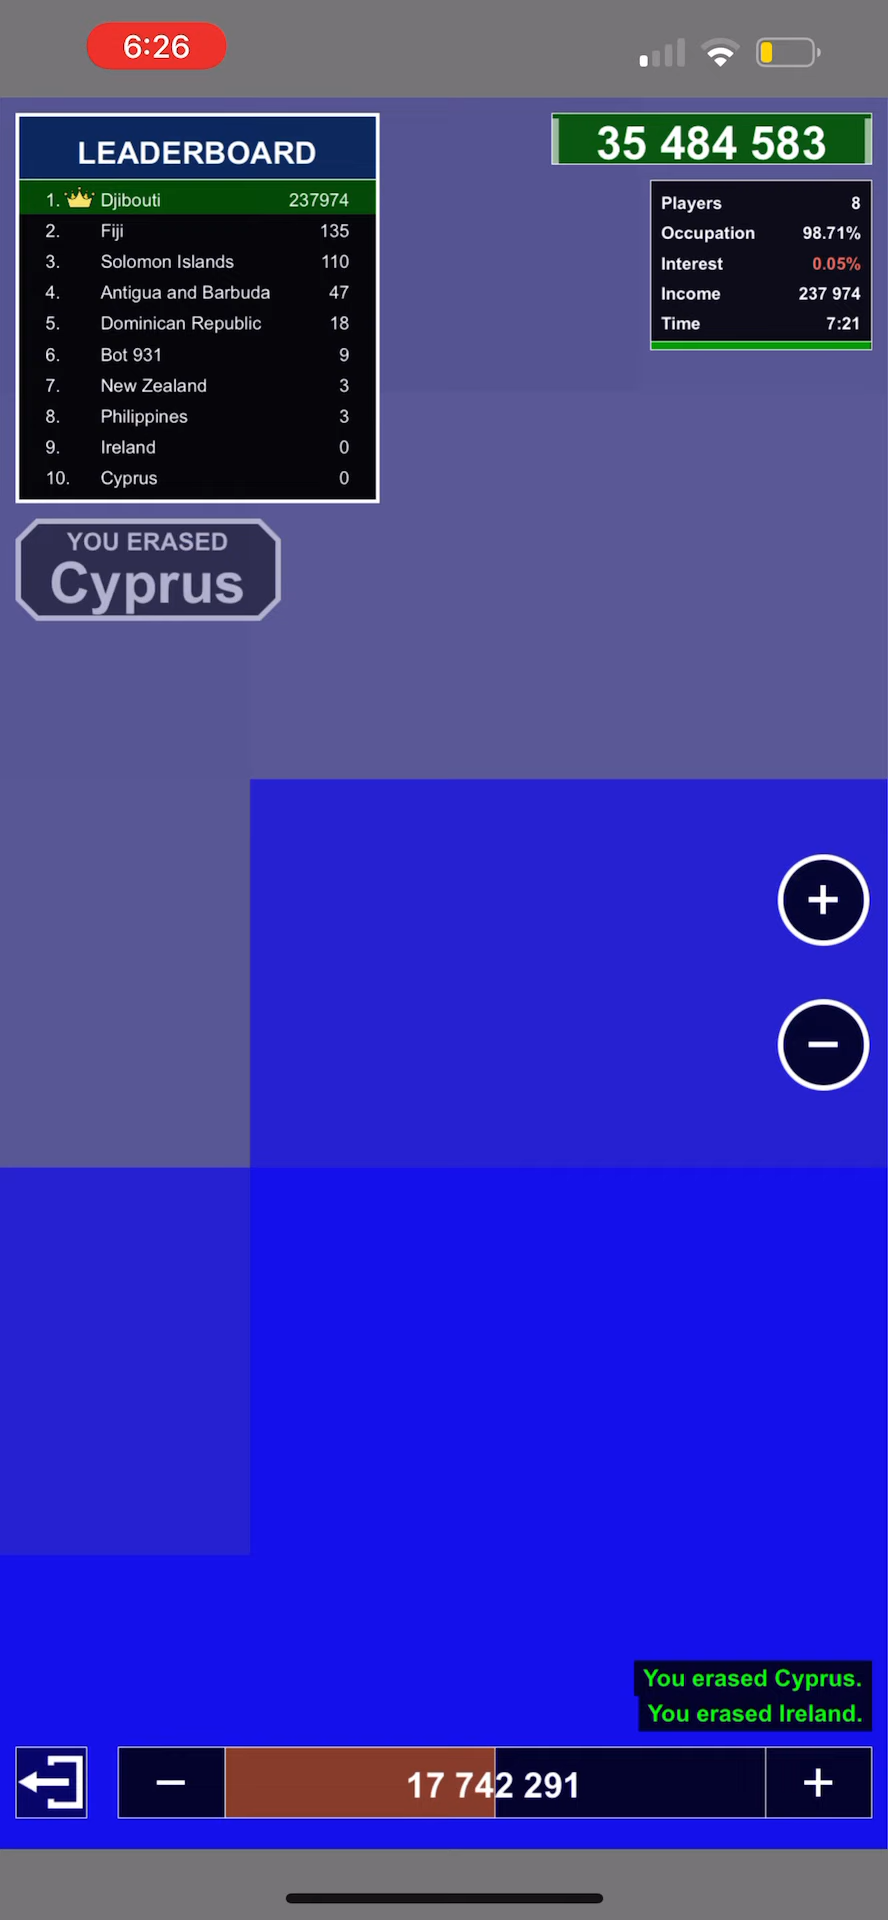 6:26
LEADERBOARD
1. Djibouti 237974
2. Fiji 135
3. Solomon Islands 110
4. Antigua and Barbuda 47
5. Dominican Republic 18
6. Bot 931 9
7. New Zealand 3
8. Philippines 3
9. Ireland 0
10. Cyprus 0
35 484 583
Players 8
Occupation 98.71%
Interest 0.05%
Income 237 974
Time 7:21
YOU ERASED
Cyprus
+
−
You erased Cyprus.
You erased Ireland.
− 17 742 291 +